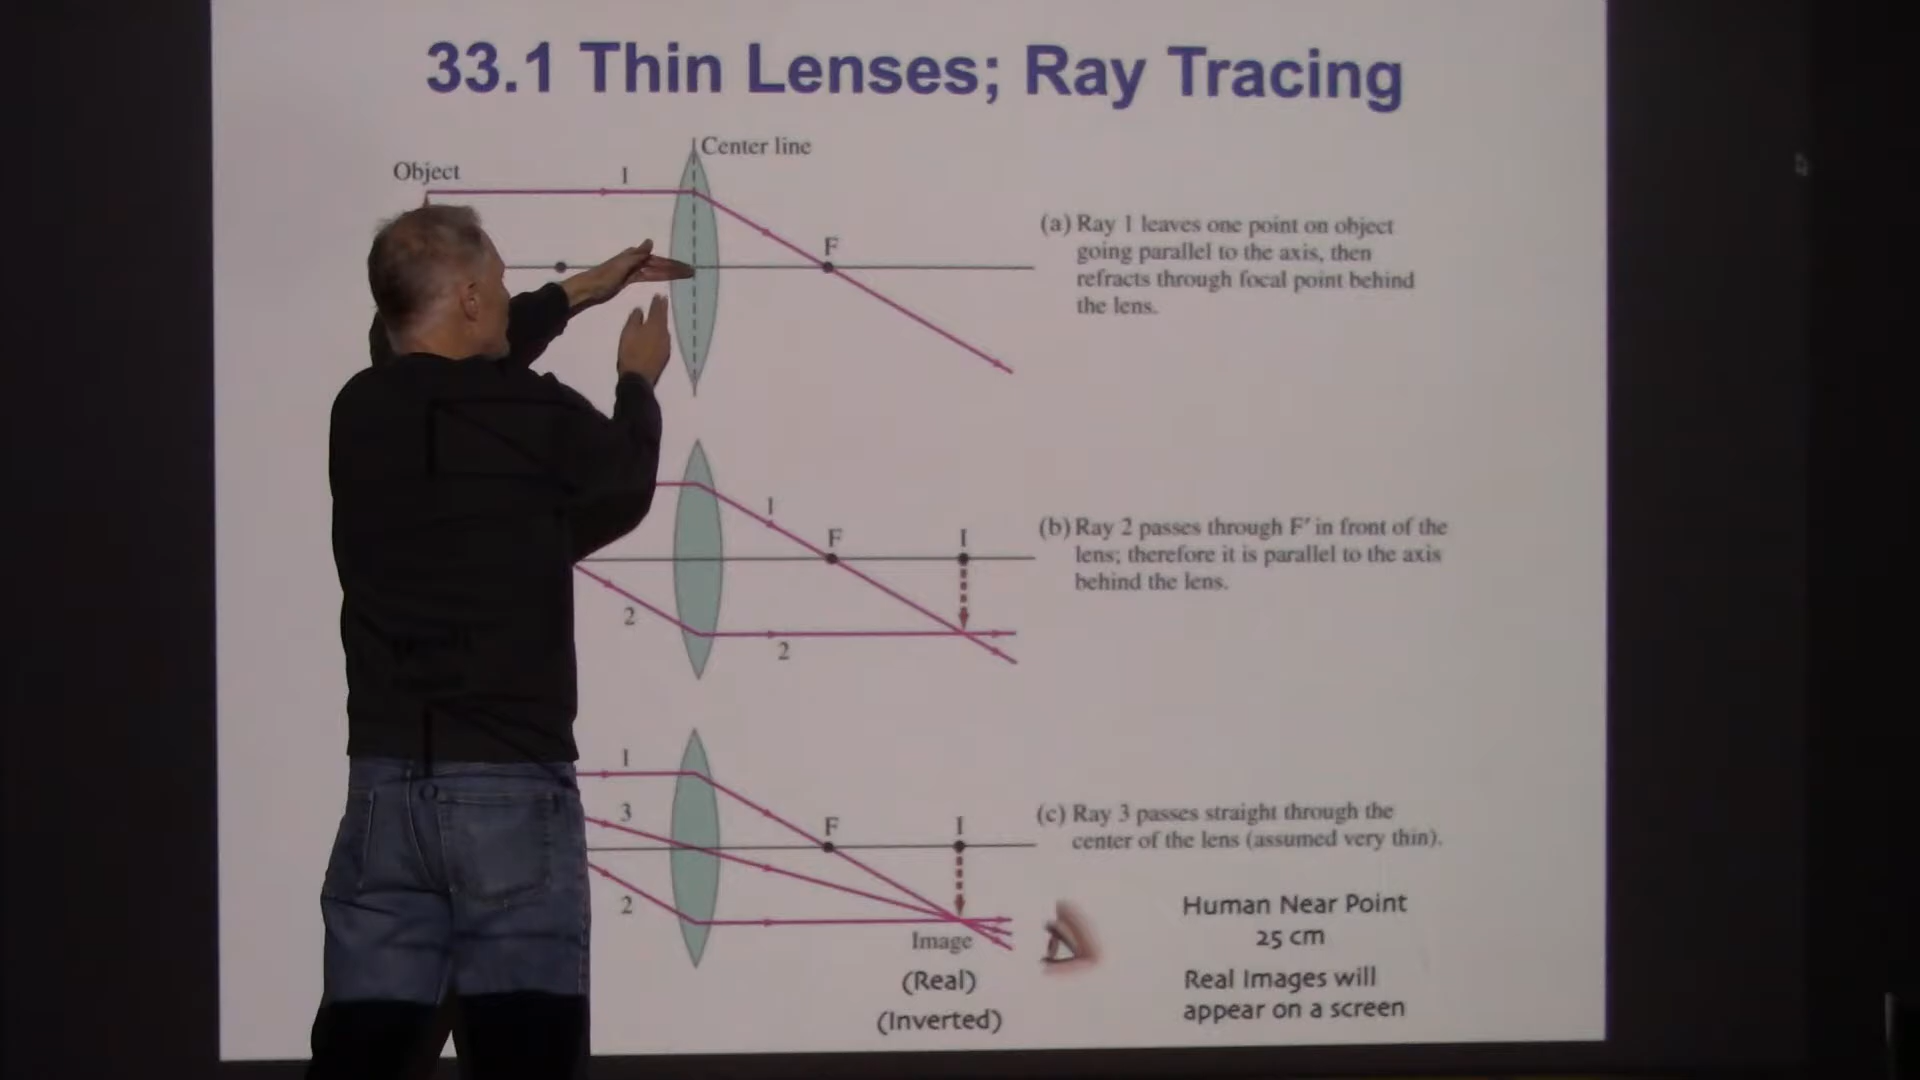 33.1 Thin Lenses; Ray Tracing
Center line
Object
1
F
(a) Ray 1 leaves one point on object
going parallel to the axis, then
refracts through focal point behind
the lens.
1
F
I
2
2
(b) Ray 2 passes through F′ in front of the
lens; therefore it is parallel to the axis
behind the lens.
1
3
F
I
2
(c) Ray 3 passes straight through the
center of the lens (assumed very thin).
Image
(Real)
(Inverted)
Human Near Point
25 cm
Real Images will
appear on a screen